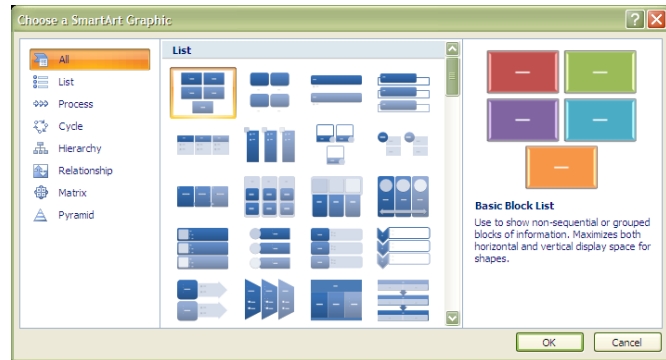 Choose a SmartArt Graphic
All
List
Process
Cycle
Hierarchy
Relationship
Matrix
Pyramid
List
Basic Block List
Use to show non-sequential or grouped
blocks of information. Maximizes both
horizontal and vertical display space for
shapes.
OK
Cancel